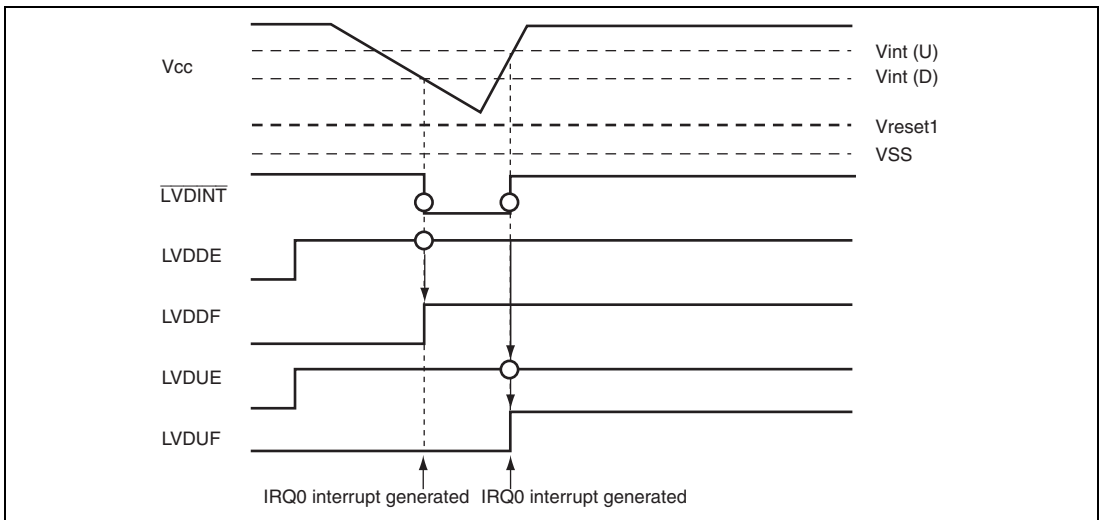 Vcc
Vint (U)
Vint (D)
Vreset1
VSS
LVDINT
LVDDE
LVDDF
LVDUE
LVDUF
IRQ0 interrupt generated IRQ0 interrupt generated